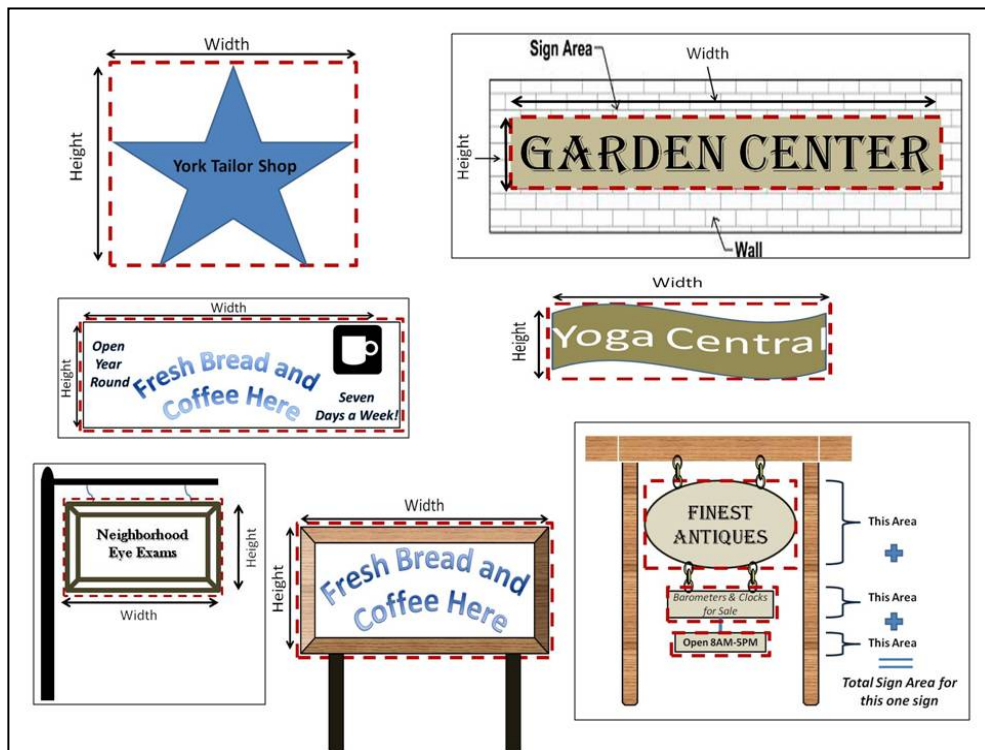 Width
Height
York Tailor Shop
Sign Area
Width
Height
GARDEN CENTER
Wall
Width
Height
Open
Year
Round
Fresh Bread and
Coffee Here
Seven
Days a Week!
Width
Height
Yoga Central
Neighborhood
Eye Exams
Height
Width
Width
Height
Fresh Bread and
Coffee Here
FINEST
ANTIQUES
Barometers & Clocks
for Sale
Open 8AM-5PM
This Area
+
This Area
+
This Area
=
Total Sign Area for
this one sign